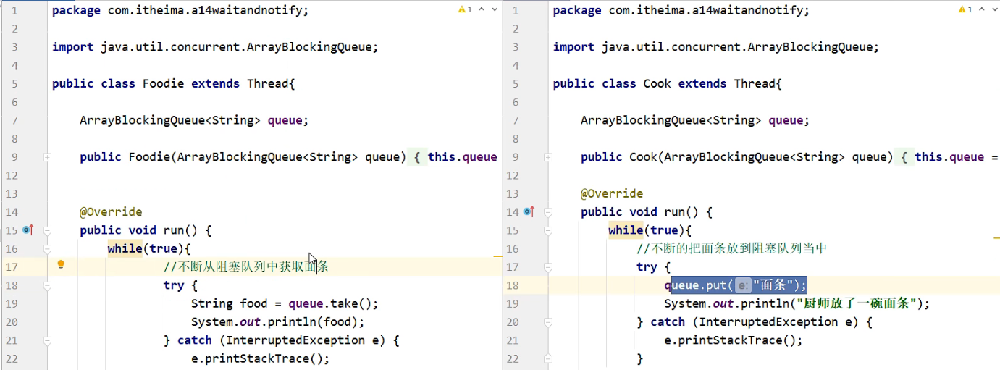 1 package com.itheima.a14waitandnotify;
2
3 import java.util.concurrent.ArrayBlockingQueue;
4
5 public class Foodie extends Thread{
6
7 ArrayBlockingQueue<String> queue;
8
9 public Foodie(ArrayBlockingQueue<String> queue) { this.queue
12
13
14 @Override
15 public void run() {
16 while(true){
17 //不断从阻塞队列中获取面条
18 try {
19 String food = queue.take();
20 System.out.println(food);
21 } catch (InterruptedException e) {
22 e.printStackTrace();
1
1 package com.itheima.a14waitandnotify;
2
3 import java.util.concurrent.ArrayBlockingQueue;
4
5 public class Cook extends Thread{
6
7 ArrayBlockingQueue<String> queue;
8
9 public Cook(ArrayBlockingQueue<String> queue) { this.queue =
12
13 @Override
14 public void run() {
15 while(true){
16 //不断的把面条放到阻塞队列当中
17 try {
18 queue.put( e: "面条");
19 System.out.println("厨师放了一碗面条");
20 } catch (InterruptedException e) {
21 e.printStackTrace();
22 }
1